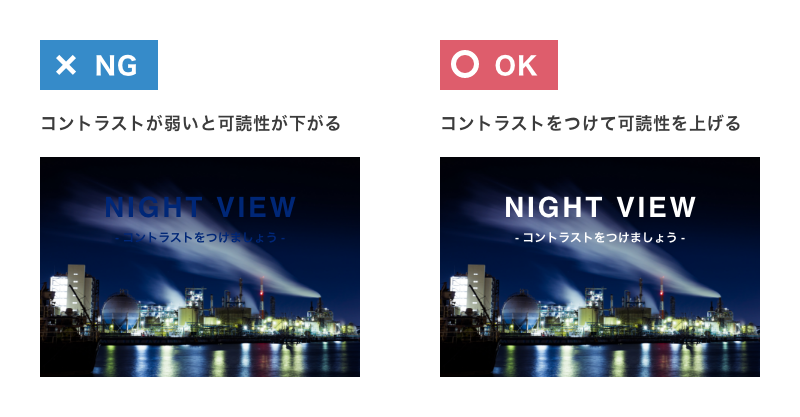 × NG
コントラストが弱いと可読性が下がる
NIGHT VIEW
- コントラストをつけましょう -
○ OK
コントラストをつけて可読性を上げる
NIGHT VIEW
- コントラストをつけましょう -